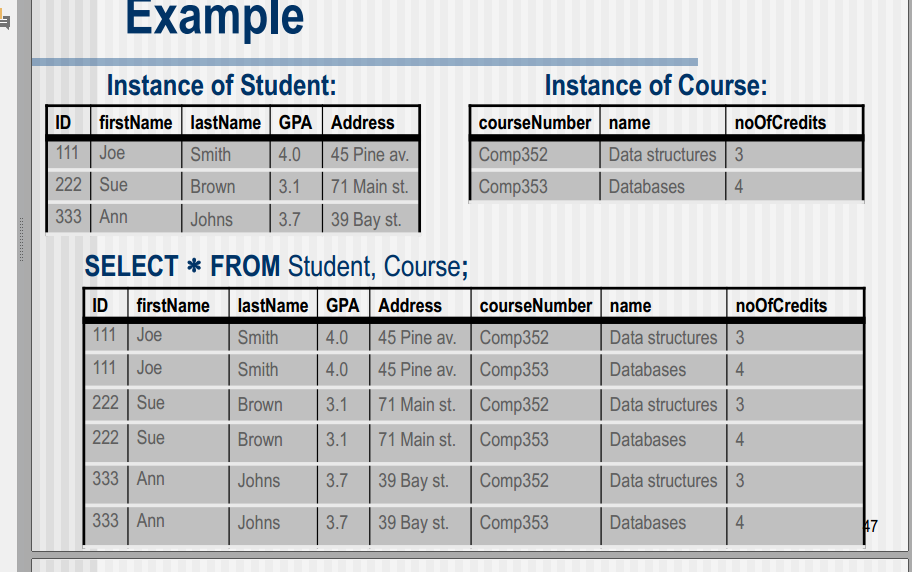 Example
Instance of Student:
Instance of Course:
ID firstName lastName GPA Address
111 Joe Smith 4.0 45 Pine av.
222 Sue Brown 3.1 71 Main st.
333 Ann Johns 3.7 39 Bay st.
courseNumber name noOfCredits
Comp352 Data structures 3
Comp353 Databases 4
SELECT * FROM Student, Course;
ID firstName lastName GPA Address courseNumber name noOfCredits
111 Joe Smith 4.0 45 Pine av. Comp352 Data structures 3
111 Joe Smith 4.0 45 Pine av. Comp353 Databases 4
222 Sue Brown 3.1 71 Main st. Comp352 Data structures 3
222 Sue Brown 3.1 71 Main st. Comp353 Databases 4
333 Ann Johns 3.7 39 Bay st. Comp352 Data structures 3
333 Ann Johns 3.7 39 Bay st. Comp353 Databases 4
47